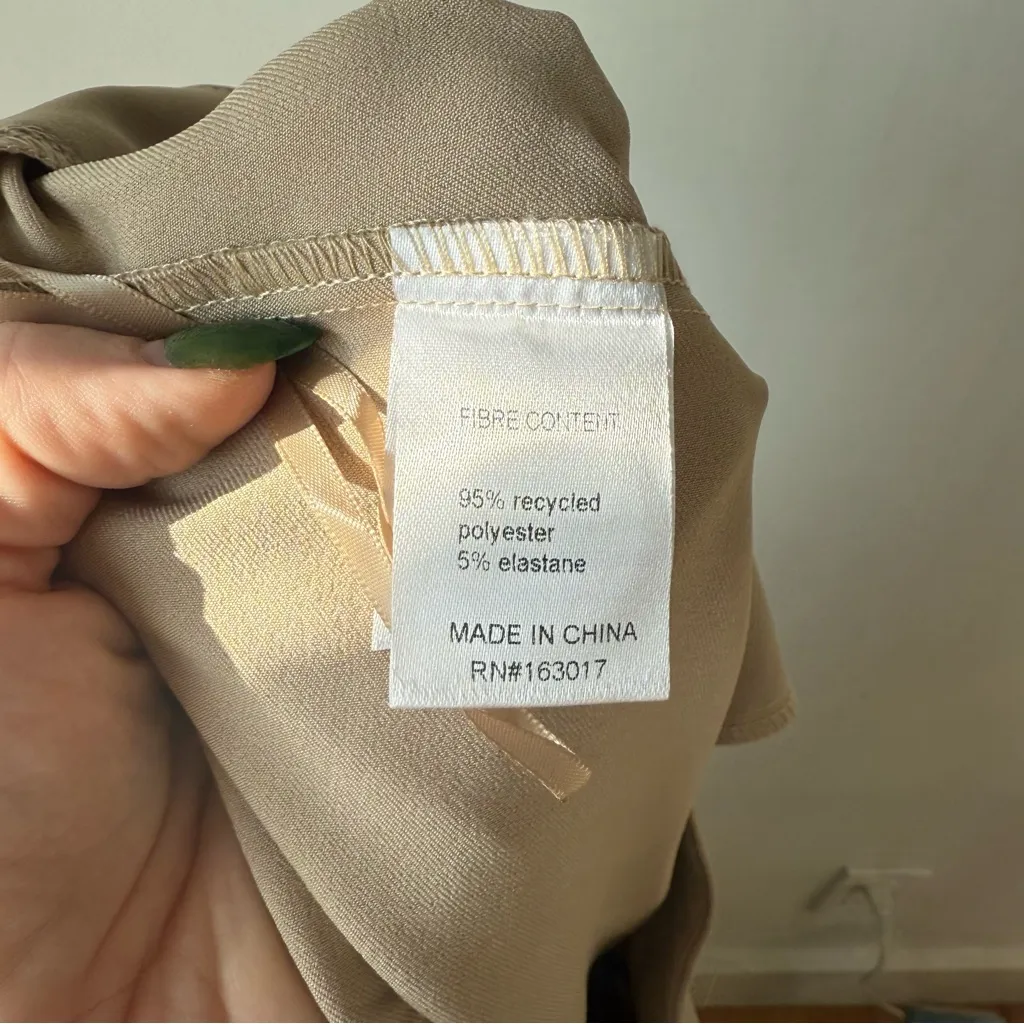 FIBRE CONTENT
95% recycled
polyester
5% elastane
MADE IN CHINA
RN#163017